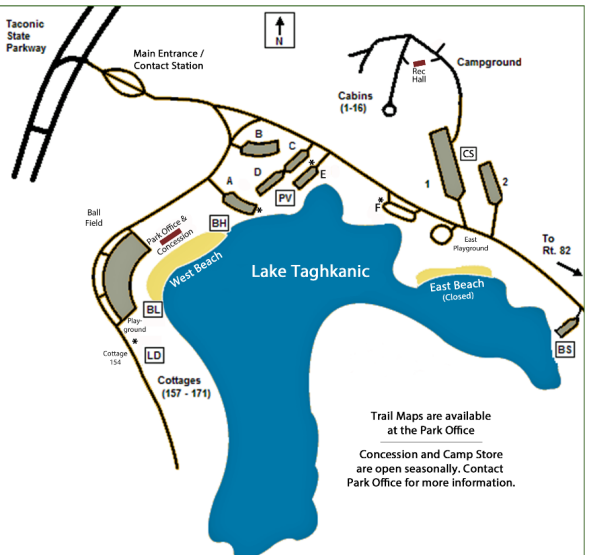 Taconic
State
Parkway
Main Entrance /
Contact Station
N
Campground
Rec
Hall
Cabins
(1-16)
B
C
CS
D
*
E
1
2
A
PV
*
F
*
Ball
Field
Park Office &
Concession
BH
East
Playground
To
Rt. 82
West Beach
Lake Taghkanic
East Beach
(Closed)
BL
Play-
ground
*
Cottage
154
LD
BS
Cottages
(157 - 171)
Trail Maps are available
at the Park Office
Concession and Camp Store
are open seasonally. Contact
Park Office for more information.